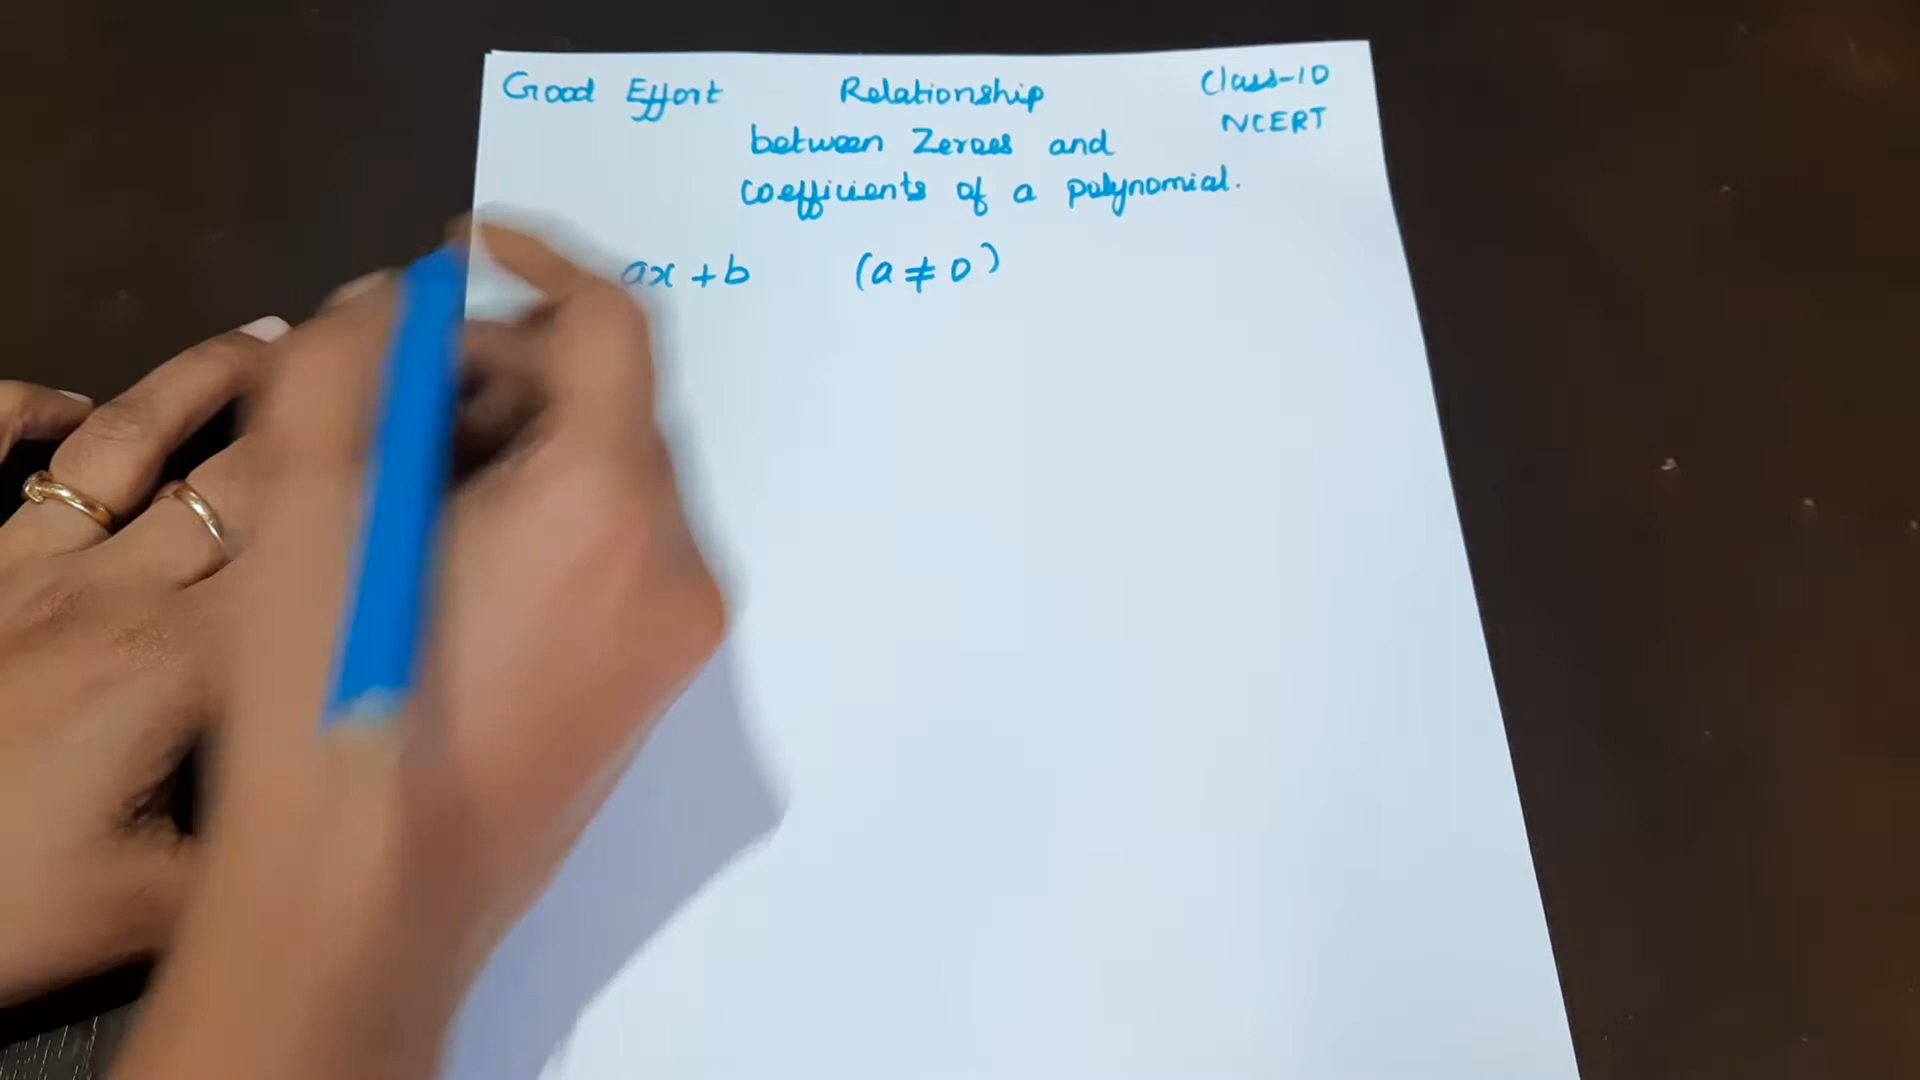 Good Effort
Relationship
Class-10
NCERT
between Zeroes and
coefficients of a polynomial.
ax + b (a ≠ 0)